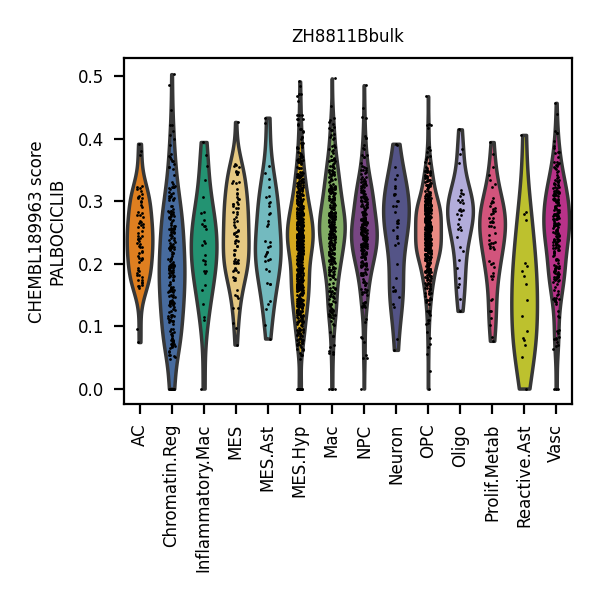 ZH8811Bbulk
CHEMBL189963 score
PALBOCICLIB
0.5
0.4
0.3
0.2
0.1
0.0
AC
Chromatin.Reg
Inflammatory.Mac
MES
MES.Ast
MES.Hyp
Mac
NPC
Neuron
OPC
Oligo
Prolif.Metab
Reactive.Ast
Vasc